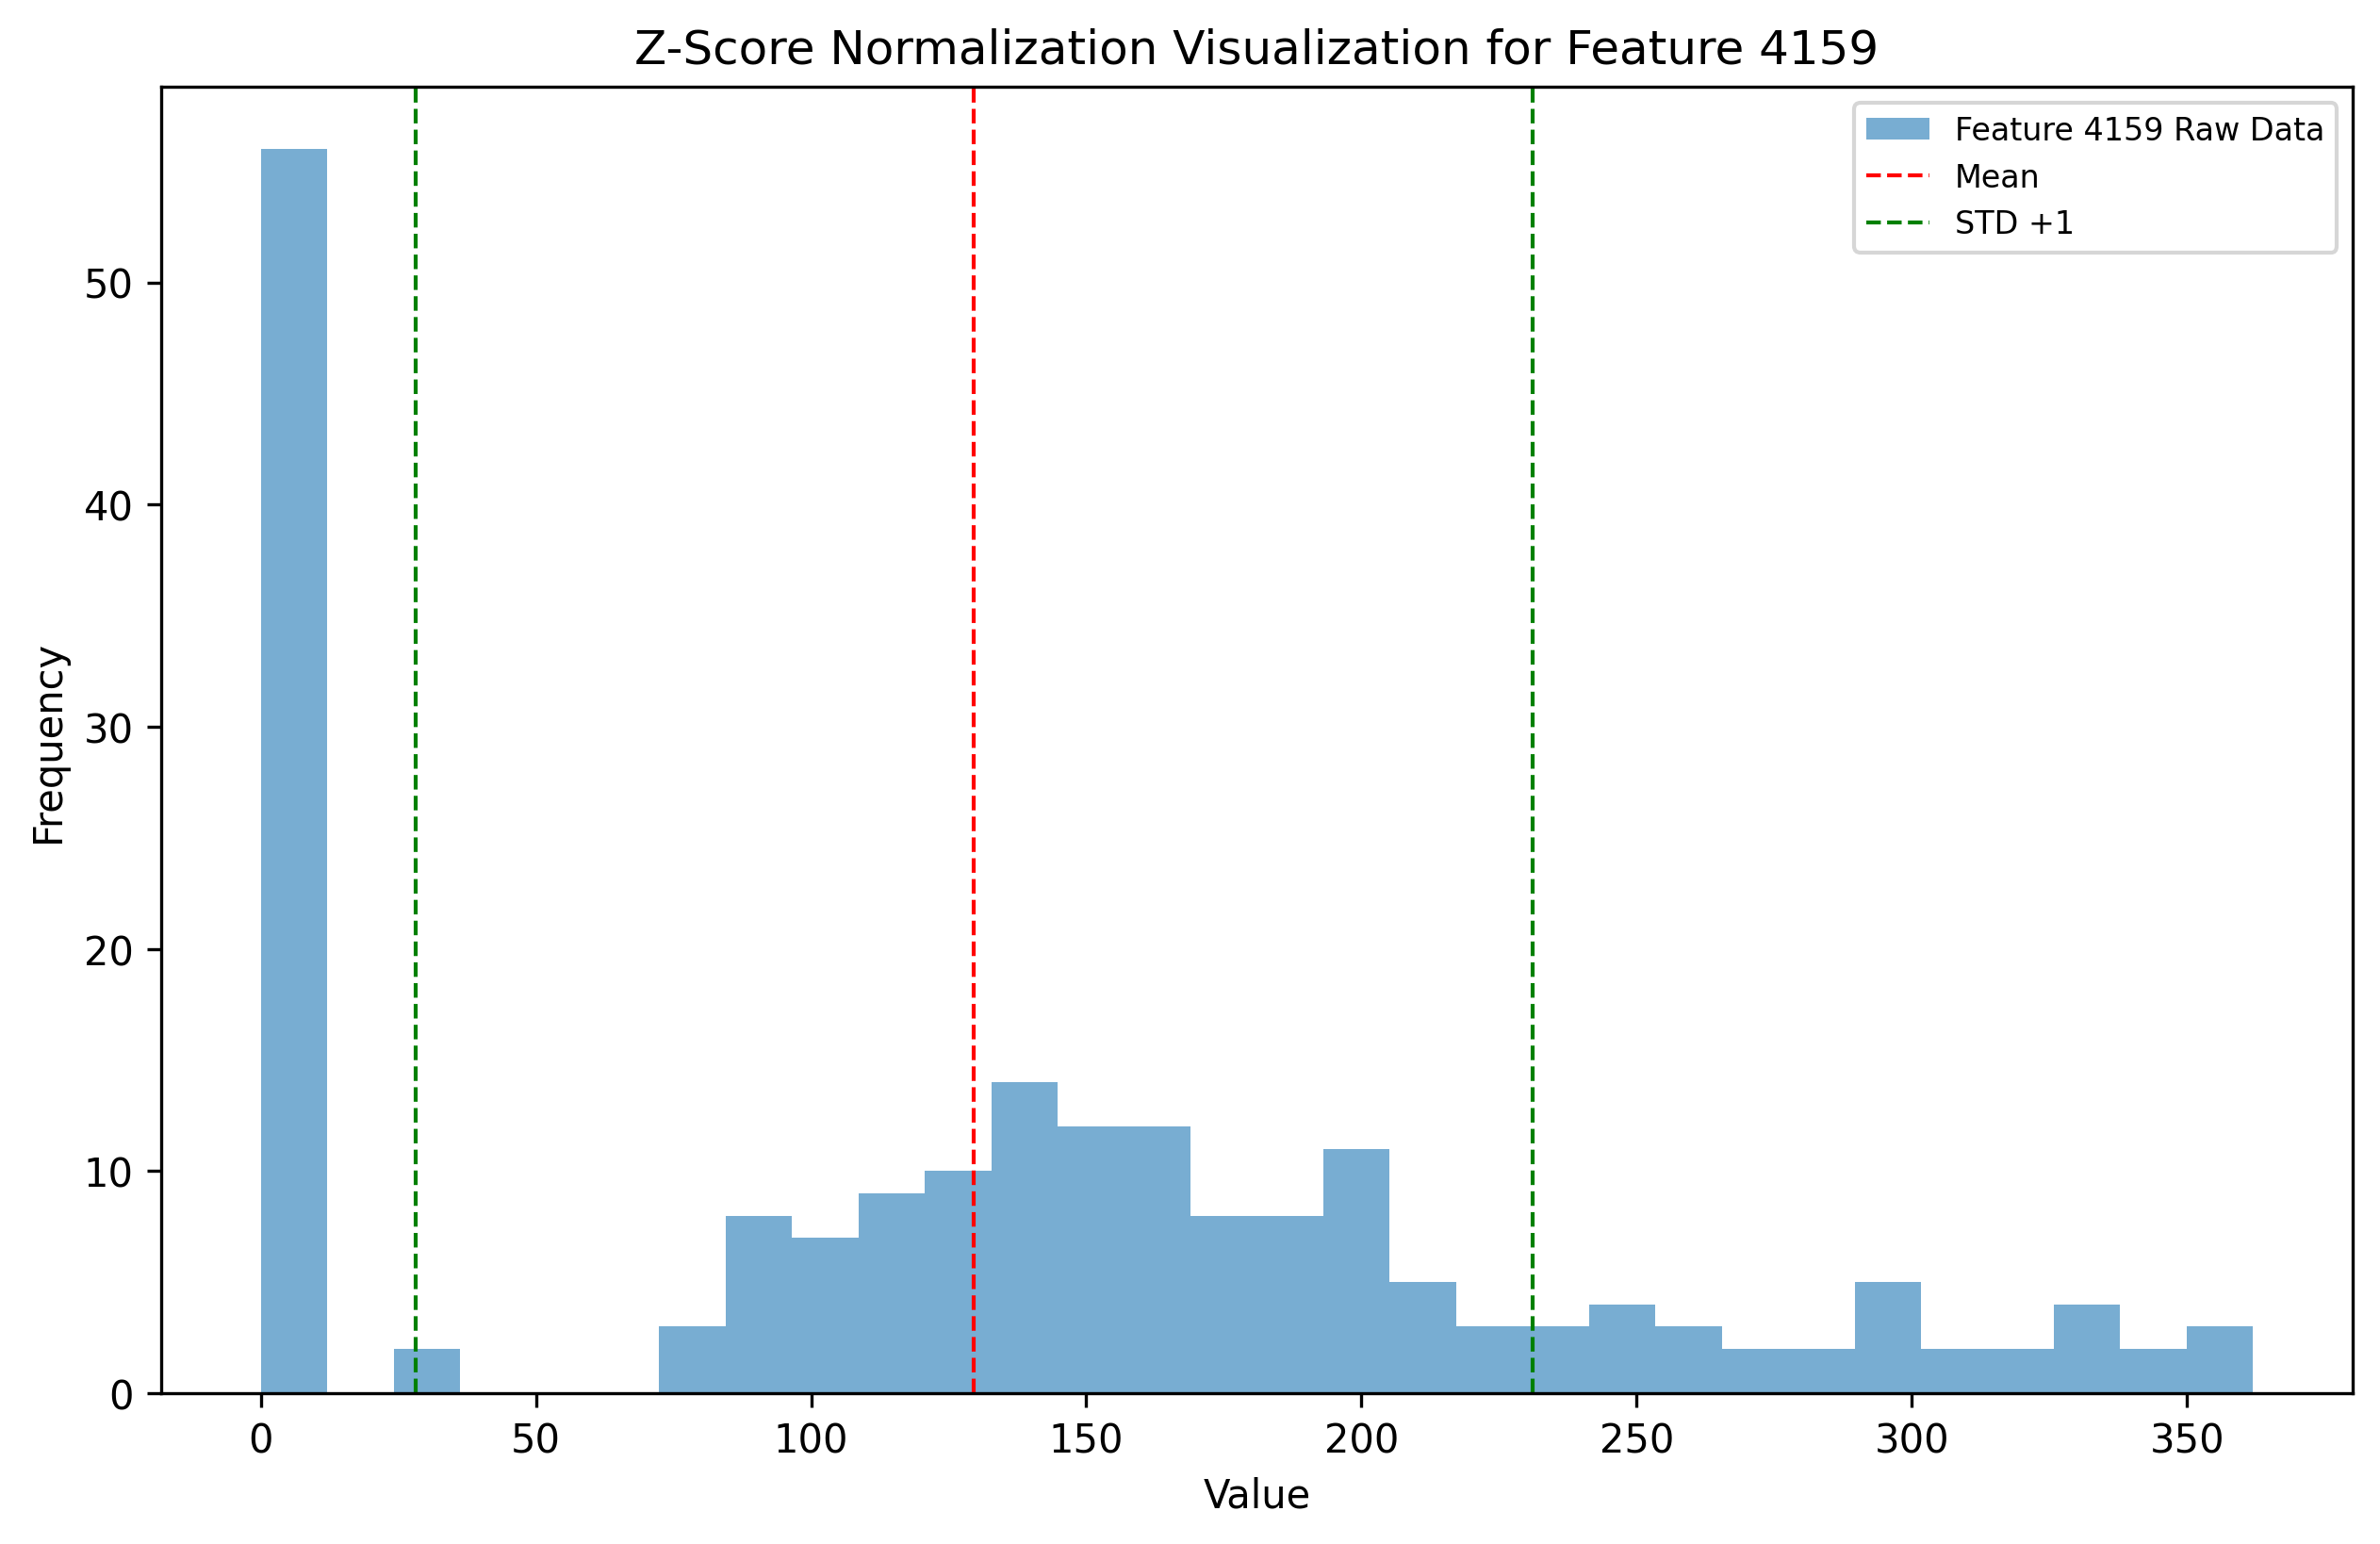 Z-Score Normalization Visualization for Feature 4159
Feature 4159 Raw Data
Mean
STD +1
50
40
30
20
10
0
Frequency
0 50 100 150 200 250 300 350
Value